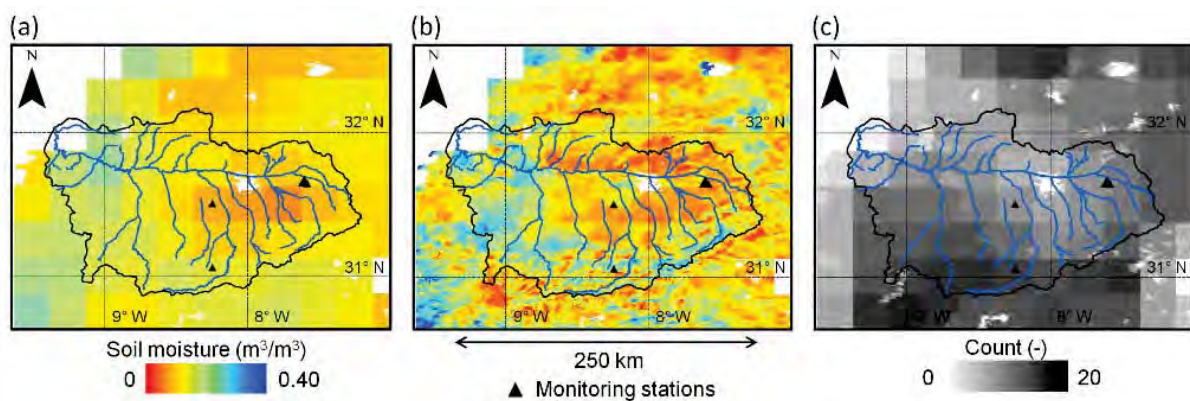 (a)
N
32° N
31° N
9° W
8° W
Soil moisture (m³/m³)
0
0.40
(b)
N
32° N
31° N
9° W
8° W
250 km
▲ Monitoring stations
(c)
N
32° N
31° N
9° W
8° W
Count (-)
0
20